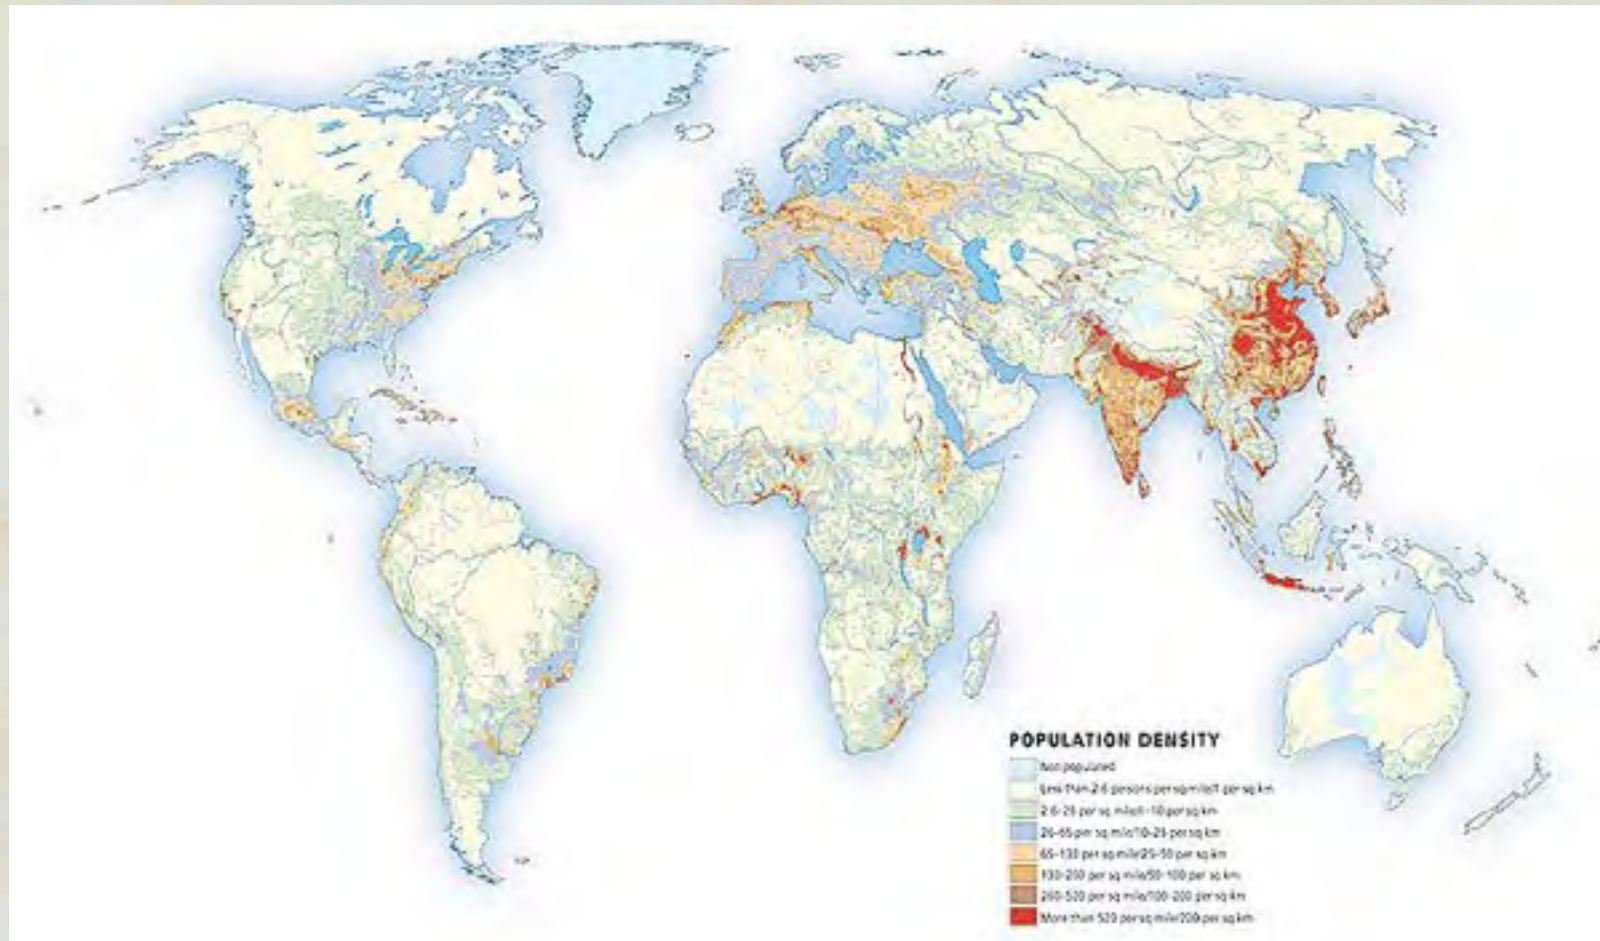 POPULATION DENSITY
Not populated
Less than 2.6 persons per sq mile/1 per sq km
2.6-26 per sq mile/1-10 per sq km
26-65 per sq mile/10-25 per sq km
65-130 per sq mile/25-50 per sq km
130-260 per sq mile/50-100 per sq km
260-520 per sq mile/100-200 per sq km
More than 520 per sq mile/200 per sq km